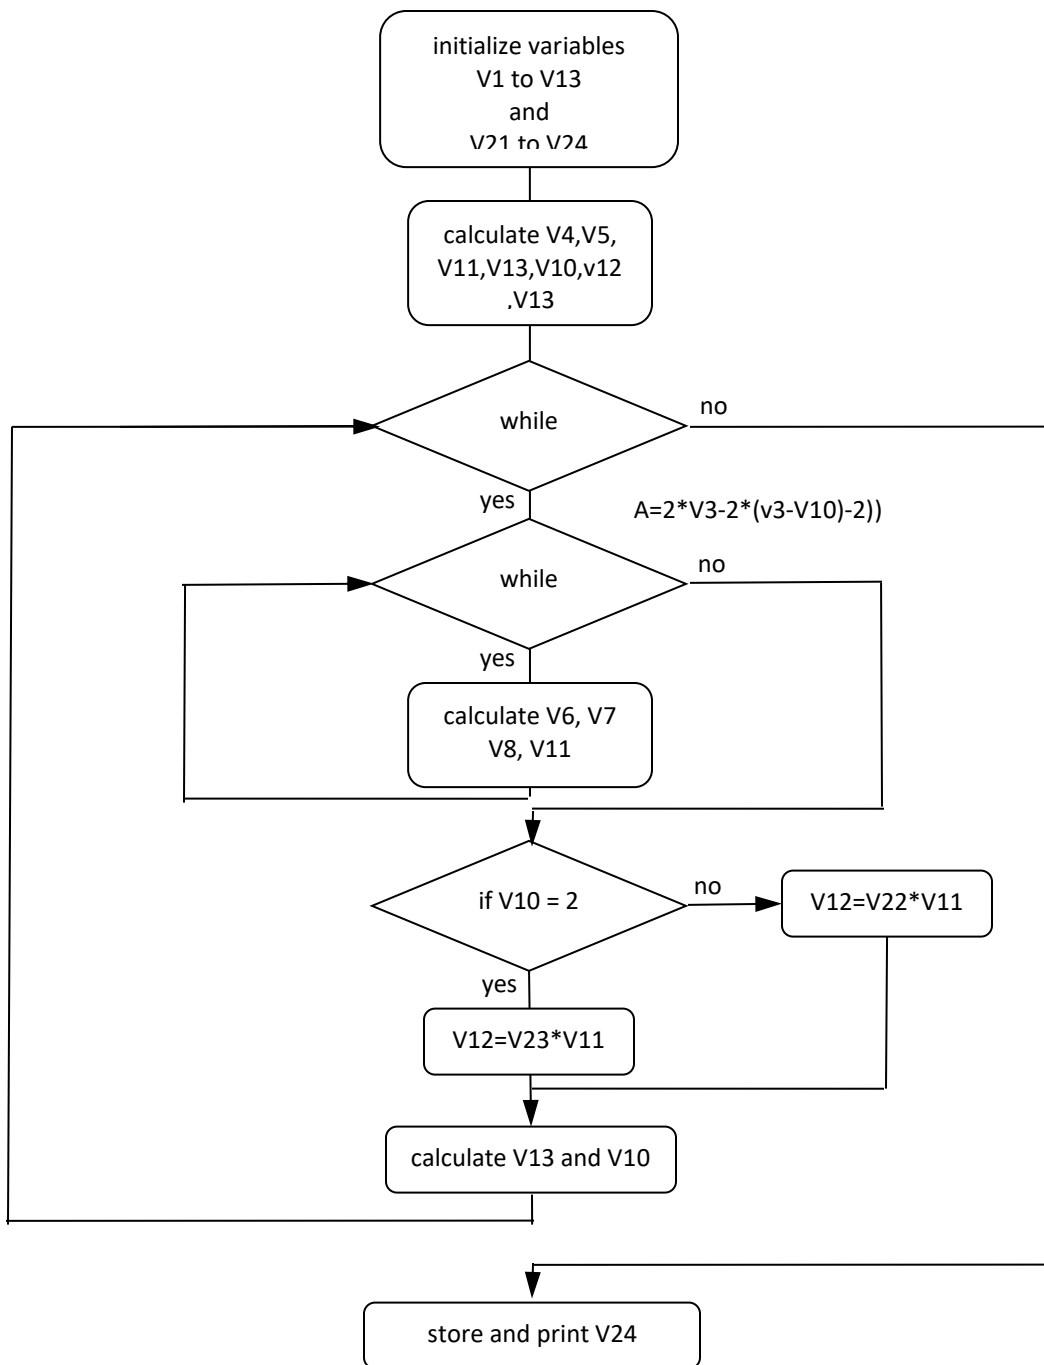 initialize variables
V1 to V13
and
V21 to V24
calculate V4,V5,
V11,V13,V10,v12
,V13
while
no
yes
A=2*V3-2*(v3-V10)-2))
while
no
yes
calculate V6, V7
V8, V11
if V10 = 2
no
V12=V22*V11
yes
V12=V23*V11
calculate V13 and V10
store and print V24